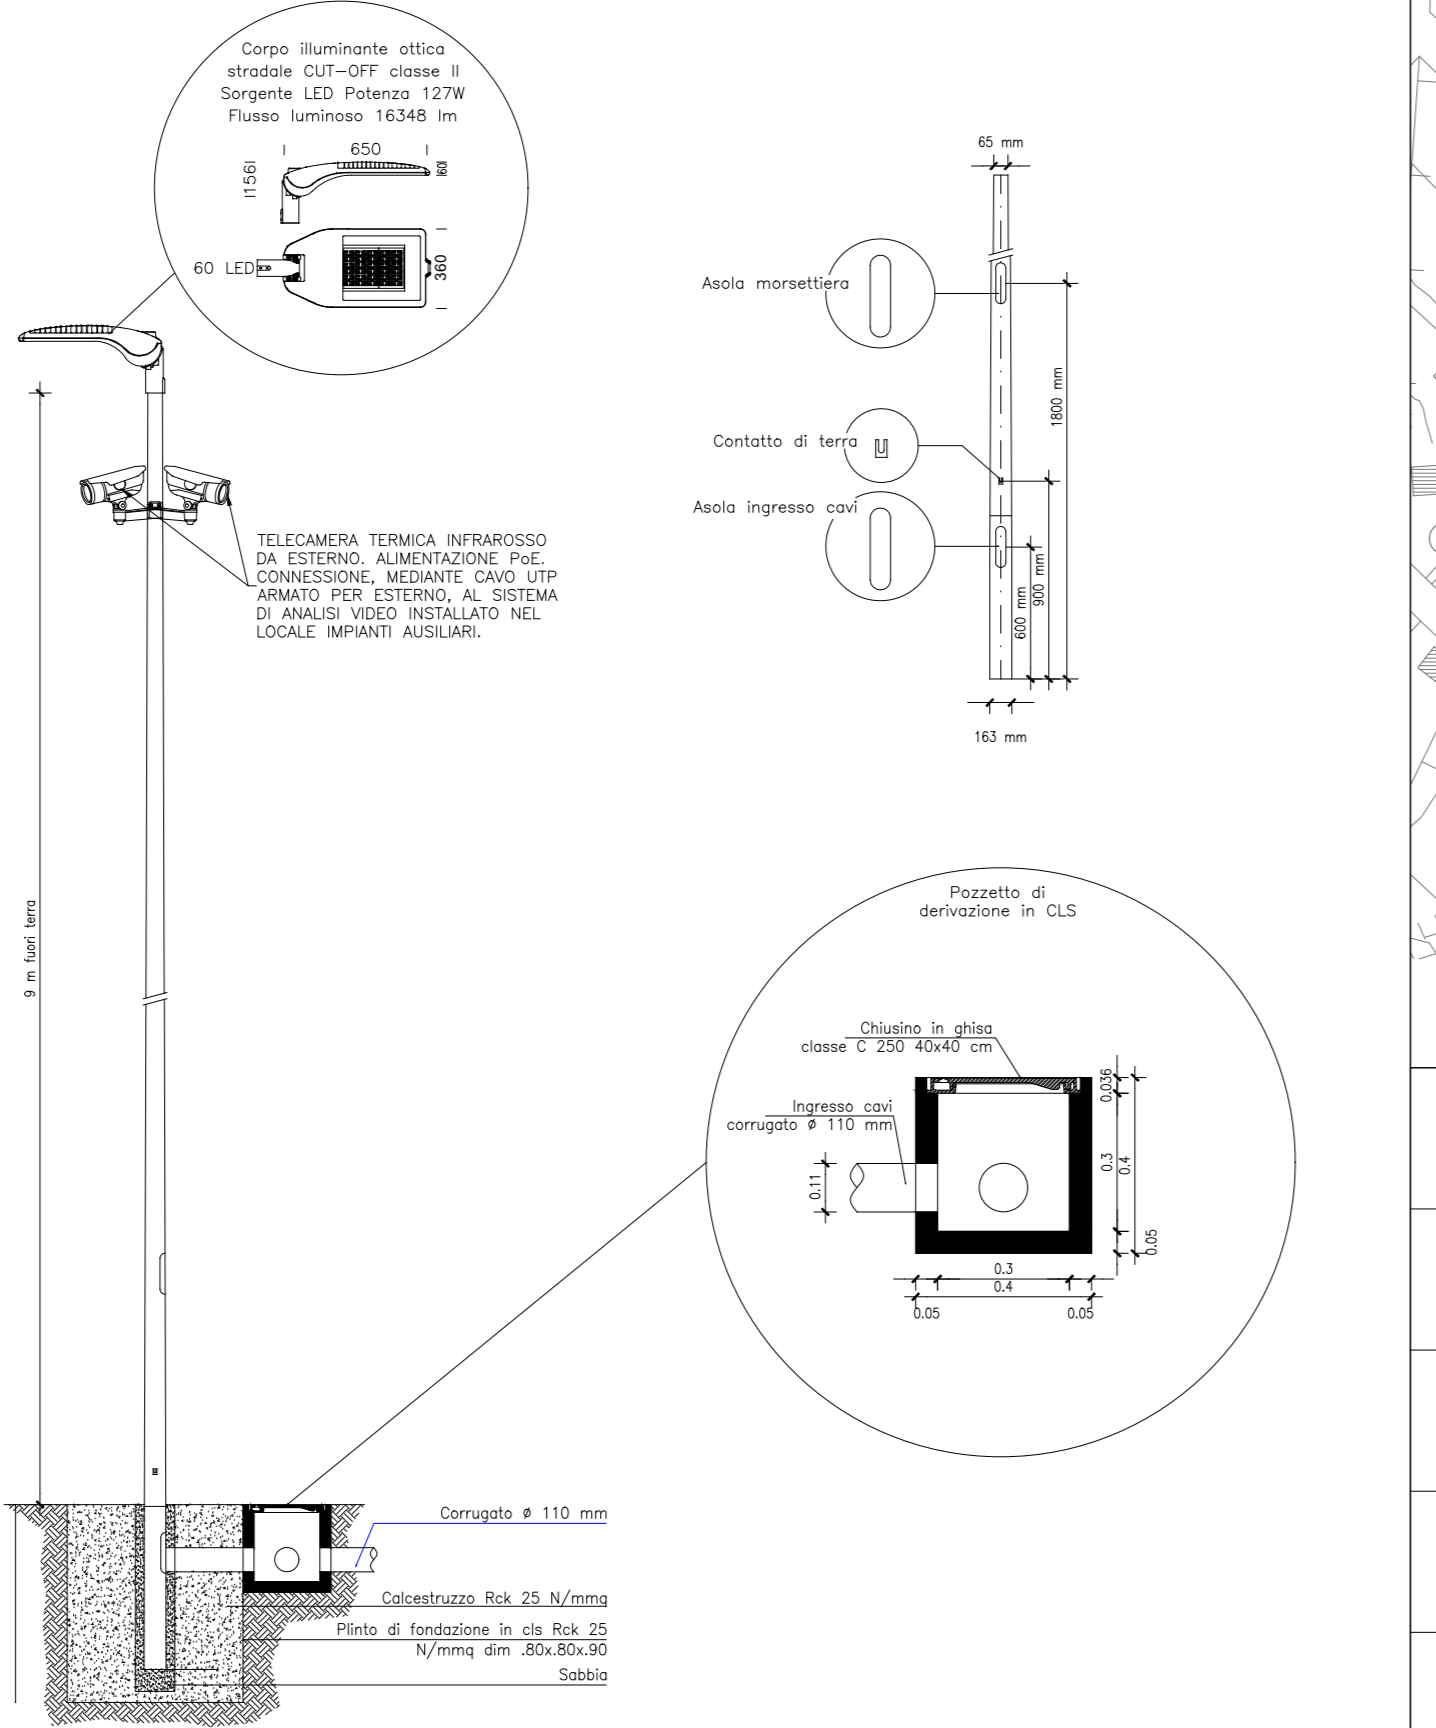 Corpo illuminante ottica
stradale CUT-OFF classe II
Sorgente LED Potenza 127W
Flusso luminoso 16348 lm
650
156
60
60 LED
360
TELECAMERA TERMICA INFRAROSSO
DA ESTERNO. ALIMENTAZIONE PoE.
CONNESSIONE, MEDIANTE CAVO UTP
ARMATO PER ESTERNO, AL SISTEMA
DI ANALISI VIDEO INSTALLATO NEL
LOCALE IMPIANTI AUSILIARI.
9 m fuori terra
65 mm
Asola morsettiera
1800 mm
Contatto di terra
Asola ingresso cavi
900 mm
600 mm
163 mm
Pozzetto di
derivazione in CLS
Chiusino in ghisa
classe C 250 40x40 cm
Ingresso cavi
corrugato ø 110 mm
0.036
0.3
0.4
0.11
0.05
0.3
0.4
0.05
0.05
Corrugato ø 110 mm
Calcestruzzo Rck 25 N/mmq
Plinto di fondazione in cls Rck 25
N/mmq dim .80x.80x.90
Sabbia